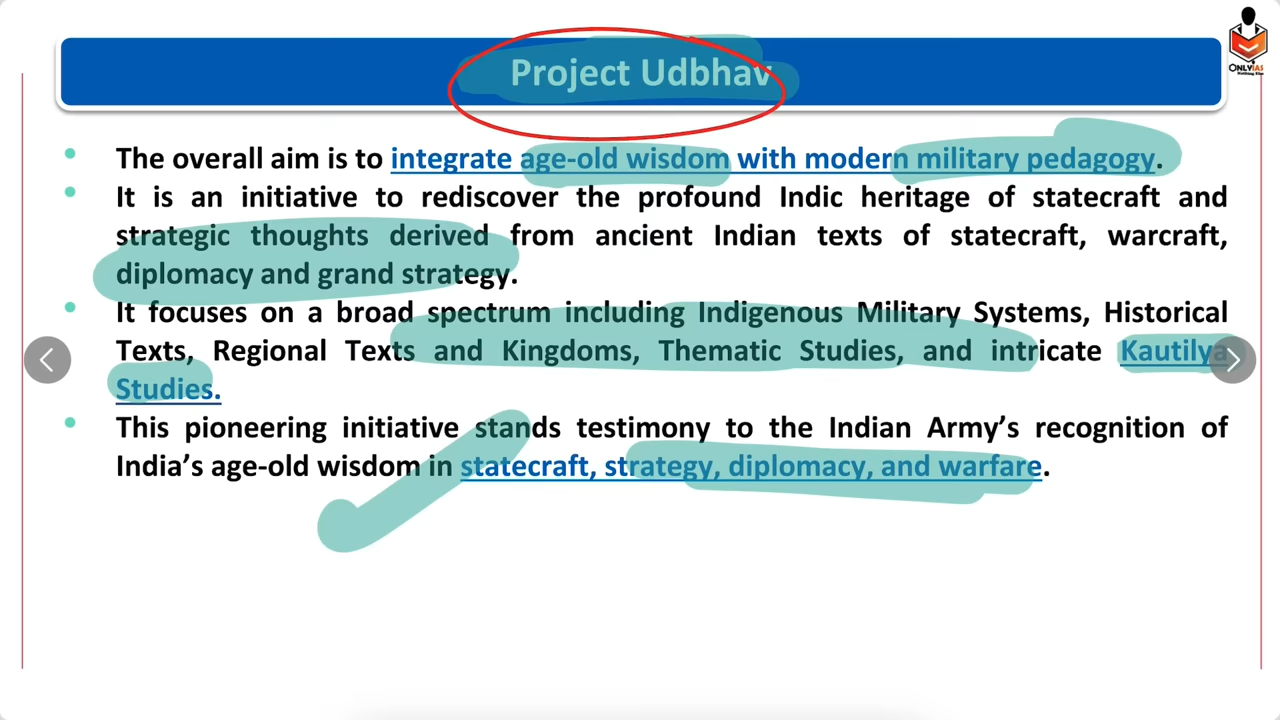 Project Udbhav
ONLYIAS
Nothing Else
• The overall aim is to integrate age-old wisdom with modern military pedagogy.
• It is an initiative to rediscover the profound Indic heritage of statecraft and
strategic thoughts derived from ancient Indian texts of statecraft, warcraft,
diplomacy and grand strategy.
• It focuses on a broad spectrum including Indigenous Military Systems, Historical
Texts, Regional Texts and Kingdoms, Thematic Studies, and intricate Kautilya
Studies.
• This pioneering initiative stands testimony to the Indian Army’s recognition of
India’s age-old wisdom in statecraft, strategy, diplomacy, and warfare.